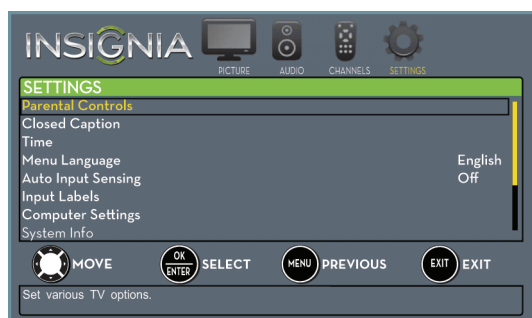 INSIGNIA
PICTURE AUDIO CHANNELS SETTINGS
SETTINGS
Parental Controls
Closed Caption
Time
Menu Language English
Auto Input Sensing Off
Input Labels
Computer Settings
System Info
MOVE OK ENTER SELECT MENU PREVIOUS EXIT EXIT
Set various TV options.